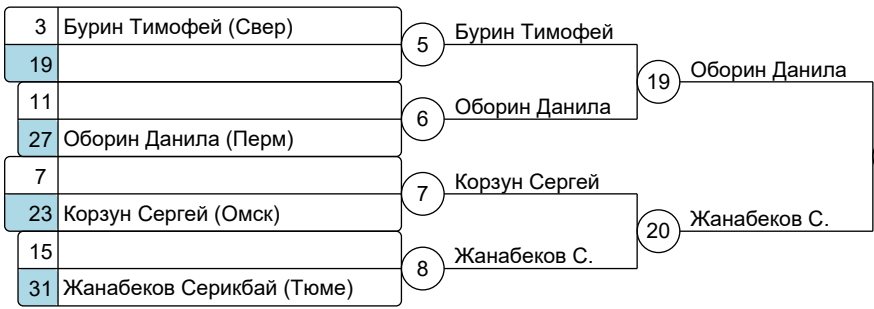 3 Бурин Тимофей (Свер)
5 Бурин Тимофей
19
19 Оборин Данила
11
6 Оборин Данила
27 Оборин Данила (Перм)
7
7 Корзун Сергей
23 Корзун Сергей (Омск)
20 Жанабеков С.
15
8 Жанабеков С.
31 Жанабеков Серикбай (Тюме)